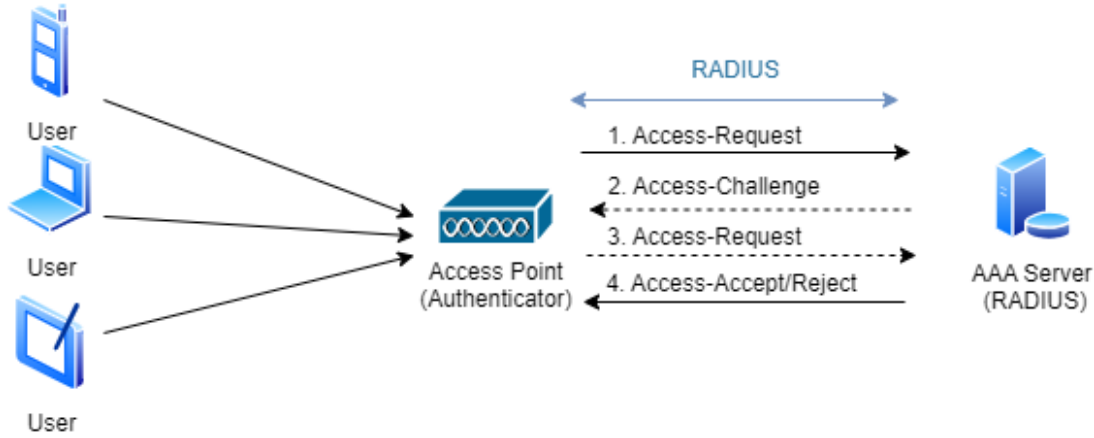 User
User
User
Access Point
(Authenticator)
RADIUS
1. Access-Request
2. Access-Challenge
3. Access-Request
4. Access-Accept/Reject
AAA Server
(RADIUS)